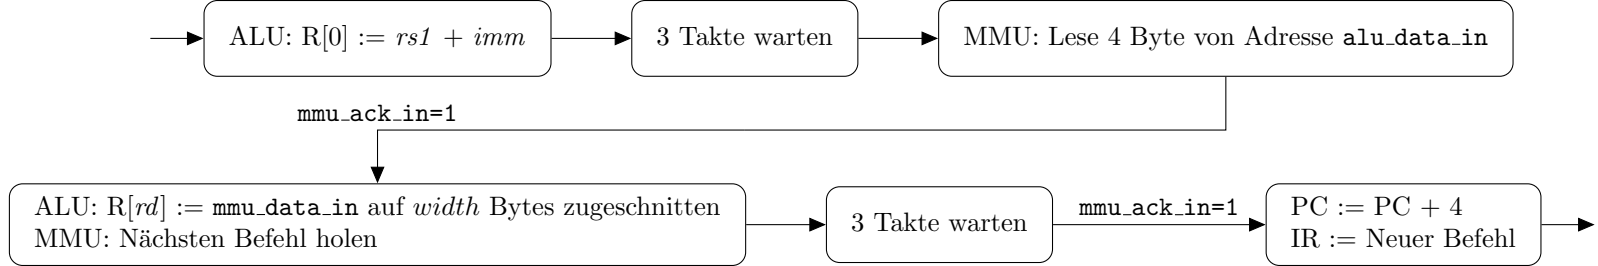 ALU: R[0] := rs1 + imm
3 Takte warten
MMU: Lese 4 Byte von Adresse alu_data_in
mmu_ack_in=1
ALU: R[rd] := mmu_data_in auf width Bytes zugeschnitten
MMU: Nächsten Befehl holen
3 Takte warten
mmu_ack_in=1
PC := PC + 4
IR := Neuer Befehl